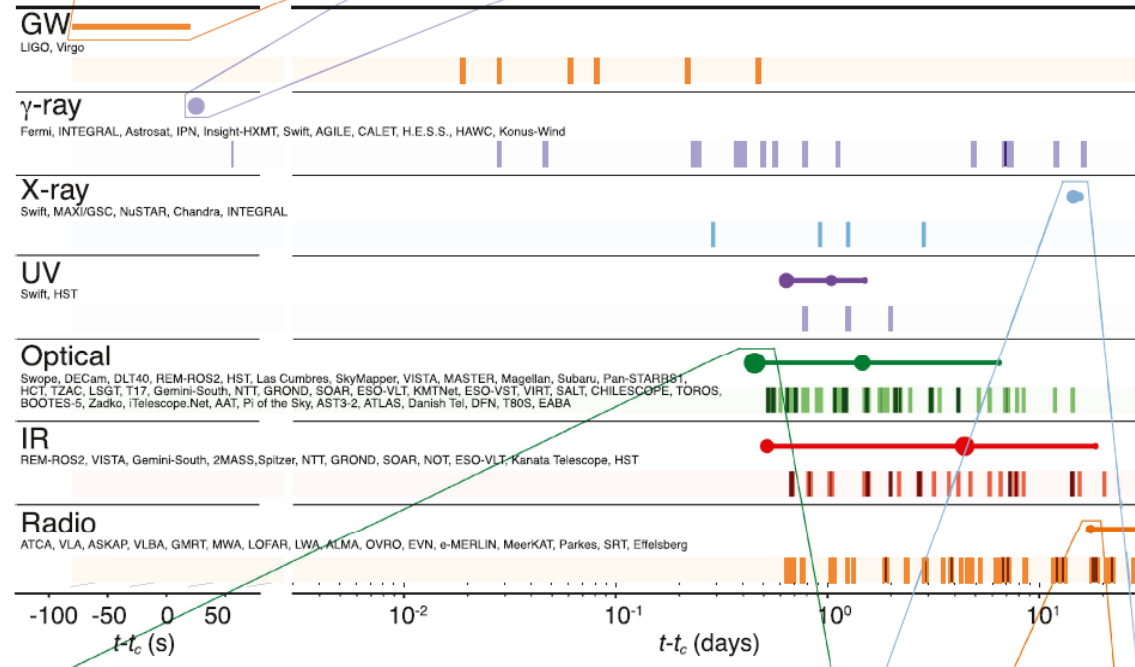 GW
LIGO, Virgo
γ-ray
Fermi, INTEGRAL, Astrosat, IPN, Insight-HXMT, Swift, AGILE, CALET, H.E.S.S., HAWC, Konus-Wind
X-ray
Swift, MAXI/GSC, NuSTAR, Chandra, INTEGRAL
UV
Swift, HST
Optical
Swope, DECam, DLT40, REM-ROS2, HST, Las Cumbres, SkyMapper, VISTA, MASTER, Magellan, Subaru, Pan-STARRS1,
HCT, TZAC, LSGT, T17, Gemini-South, NTT, GROND, SOAR, ESO-VLT, KMTNet, ESO-VST, VIRT, SALT, CHILESCOPE, TOROS,
BOOTES-5, Zadko, iTelescope.Net, AAT, Pi of the Sky, AST3-2, ATLAS, Danish Tel, DFN, T80S, EABA
IR
REM-ROS2, VISTA, Gemini-South, 2MASS,Spitzer, NTT, GROND, SOAR, NOT, ESO-VLT, Kanata Telescope, HST
Radio
ATCA, VLA, ASKAP, VLBA, GMRT, MWA, LOFAR, LWA, ALMA, OVRO, EVN, e-MERLIN, MeerKAT, Parkes, SRT, Effelsberg
-100 -50 0 50 10⁻² 10⁻¹ 10⁰ 10¹
t-t_c (s) t-t_c (days)